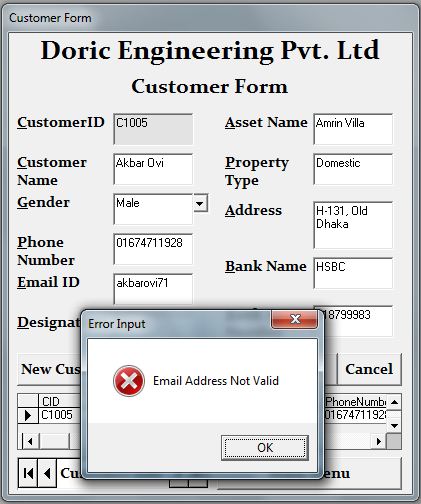 Customer Form
Doric Engineering Pvt. Ltd
Customer Form
CustomerID C1005 Asset Name Amrin Villa
Customer Name Akbar Ovi Property Type Domestic
Gender Male Address H-131, Old Dhaka
Phone Number 01674711928
Email ID akbarovi71 Bank Name HSBC
Designat 18799983
Error Input
Email Address Not Valid
OK
New Cus Cancel
CID PhoneNumbe
C1005 01674711928
Cu enu